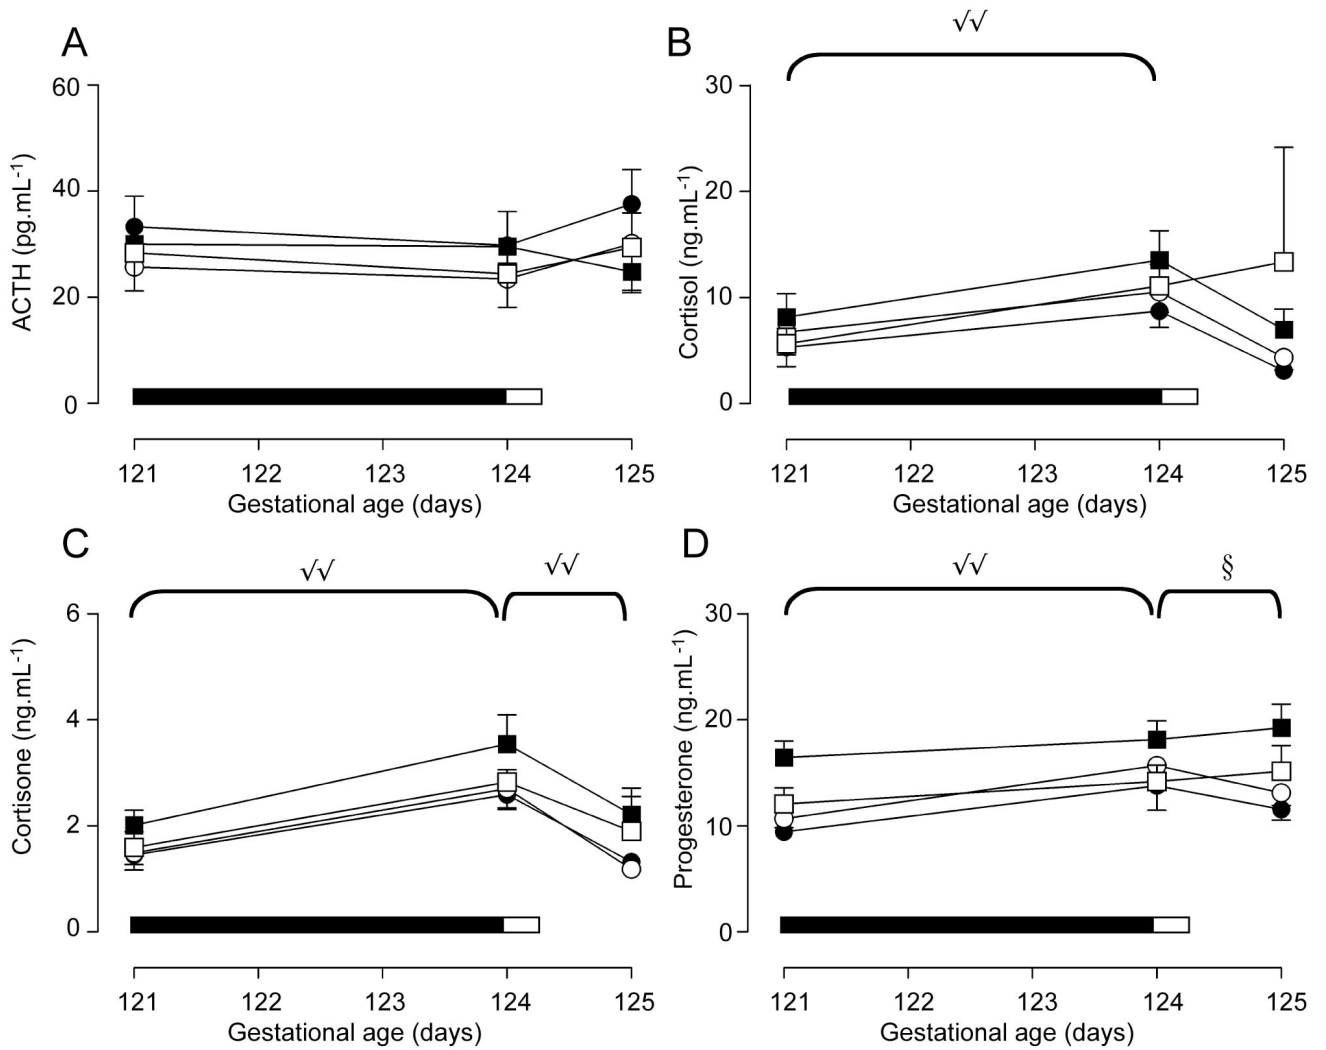 A
60
40
20
0
ACTH (pg.mL-1)
121 122 123 124 125
Gestational age (days)
B
√√
30
20
10
0
Cortisol (ng.mL-1)
121 122 123 124 125
Gestational age (days)
C
√√ √√
6
4
2
0
Cortisone (ng.mL-1)
121 122 123 124 125
Gestational age (days)
D
√√ §
30
20
10
0
Progesterone (ng.mL-1)
121 122 123 124 125
Gestational age (days)